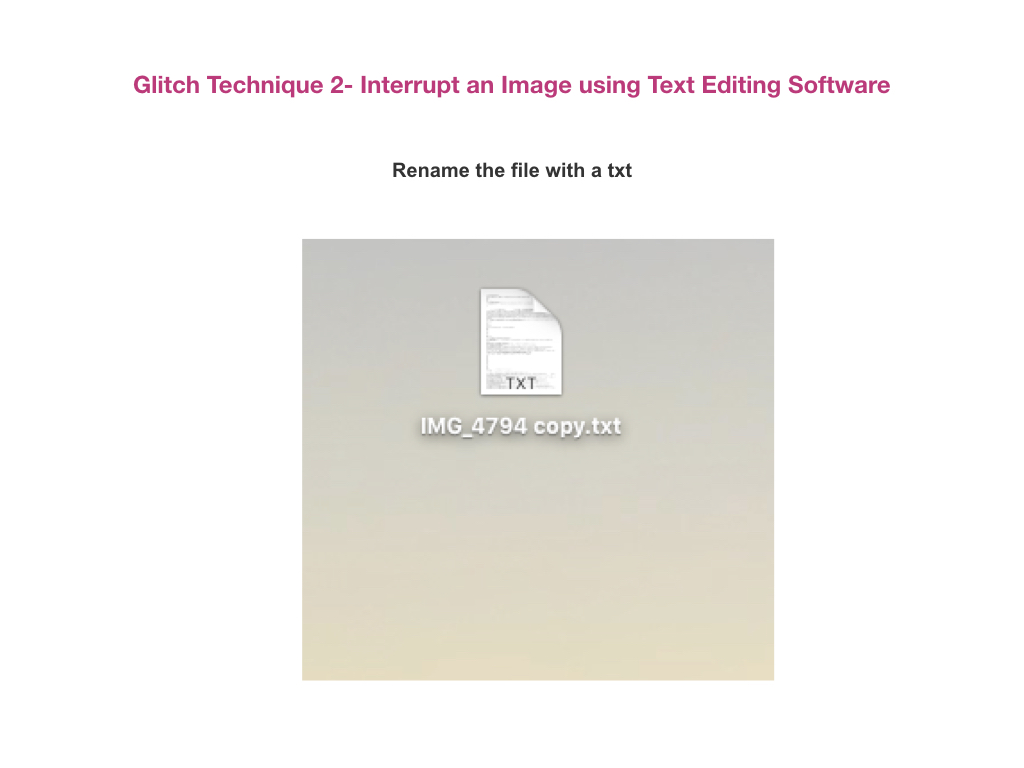 Glitch Technique 2- Interrupt an Image using Text Editing Software
Rename the file with a txt
TXT
IMG_4794 copy.txt